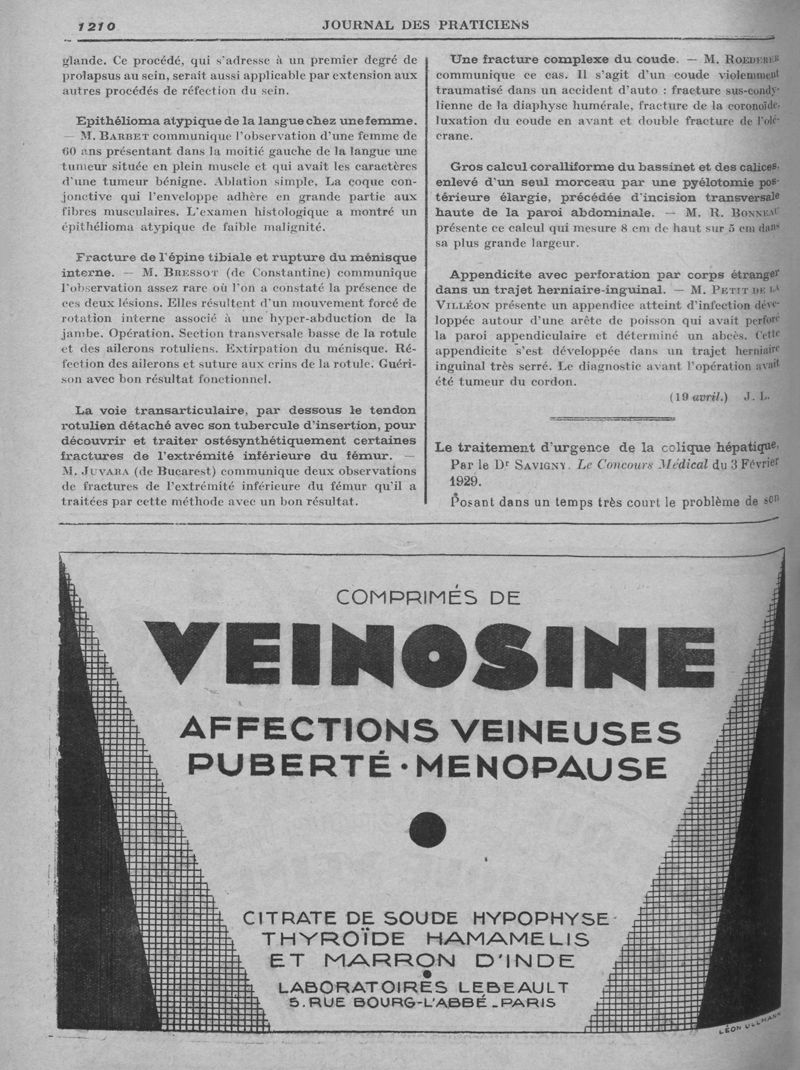 1210
JOURNAL DES PRATICIENS
glande. Ce procédé, qui s'adresse à un premier degré de
prolapsus au sein, serait aussi applicable par extension aux
autres procédés de réfection du sein.
Epithélioma atypique de la langue chez une femme.
— M. BARBET communique l'observation d'une femme de
60 ans présentant dans la moitié gauche de la langue une
tumeur située en plein muscle et qui avait les caractères
d'une tumeur bénigne. Ablation simple, La coque con-
jonctive qui l'enveloppe adhère en grande partie aux
fibres musculaires. L'examen histologique a montré un
épithélioma atypique de faible malignité.
Fracture de l'épine tibiale et rupture du ménisque
interne. — M. BRESSOT (de Constantine) communique
l'observation assez rare où l'on a constaté la présence de
ces deux lésions. Elles résultent d'un mouvement forcé de
rotation interne associé à une hyper-abduction de la
jambe. Opération. Section transversale basse de la rotule
et des ailerons rotuliens. Extirpation du ménisque. Ré-
fection des ailerons et suture aux crins de la rotule. Guéri-
son avec bon résultat fonctionnel.
La voie transarticulaire, par dessous le tendon
rotulien détaché avec son tubercule d'insertion, pour
découvrir et traiter ostésynthétiquement certaines
fractures de l'extrémité inférieure du fémur. —
M. JUVARA (de Bucarest) communique deux observations
de fractures de l'extrémité inférieure du fémur qu'il a
traitées par cette méthode avec un bon résultat.
Une fracture complexe du coude. — M. ROEDERER
communique ce cas. Il s'agit d'un coude violemment
traumatisé dans un accident d'auto : fracture sus-condy-
lienne de la diaphyse humérale, fracture de la coronoïde,
luxation du coude en avant et double fracture de l'olé-
crane.
Gros calcul coralliforme du bassinet et des calices,
enlevé d'un seul morceau par une pyélotomie pos-
térieure élargie, précédée d'incision transversale
haute de la paroi abdominale. — M. R. BONNEAU
présente ce calcul qui mesure 8 cm de haut sur 5 cm dans
sa plus grande largeur.
Appendicite avec perforation par corps étranger
dans un trajet herniaire-inguinal. — M. PETIT DE LA
VILLÉON présente un appendice atteint d'infection déve-
loppée autour d'une arête de poisson qui avait perforé
la paroi appendiculaire et déterminé un abcès. Cette
appendicite s'est développée dans un trajet herniaire
inguinal très serré. Le diagnostic avant l'opération avait
été tumeur du cordon.
(19 avril.) J. L.
Le traitement d'urgence de la colique hépatique,
Par le Dr SAVIGNY. Le Concours Médical du 3 Février
1929.
Posant dans un temps très court le problème de son
COMPRIMÉS DE
VEINOSINE
AFFECTIONS VEINEUSES
PUBERTÉ · MENOPAUSE
CITRATE DE SOUDE HYPOPHYSE
THYROÏDE HAMAMELIS
ET MARRON D'INDE
LABORATOIRES LEBEAULT
5. RUE BOURG-L'ABBÉ - PARIS
LÉON ULLMANN